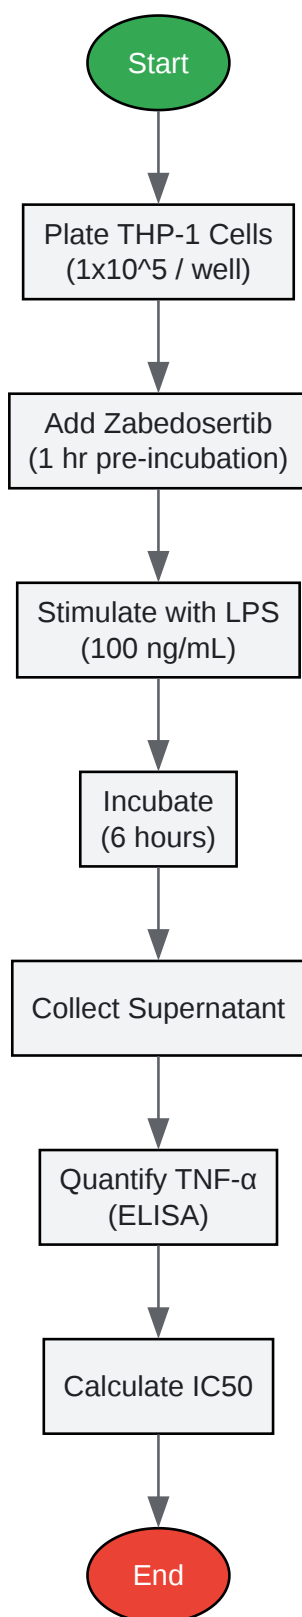 Start
Plate THP-1 Cells
(1x10^5 / well)
Add Zabedosertib
(1 hr pre-incubation)
Stimulate with LPS
(100 ng/mL)
Incubate
(6 hours)
Collect Supernatant
Quantify TNF-α
(ELISA)
Calculate IC50
End